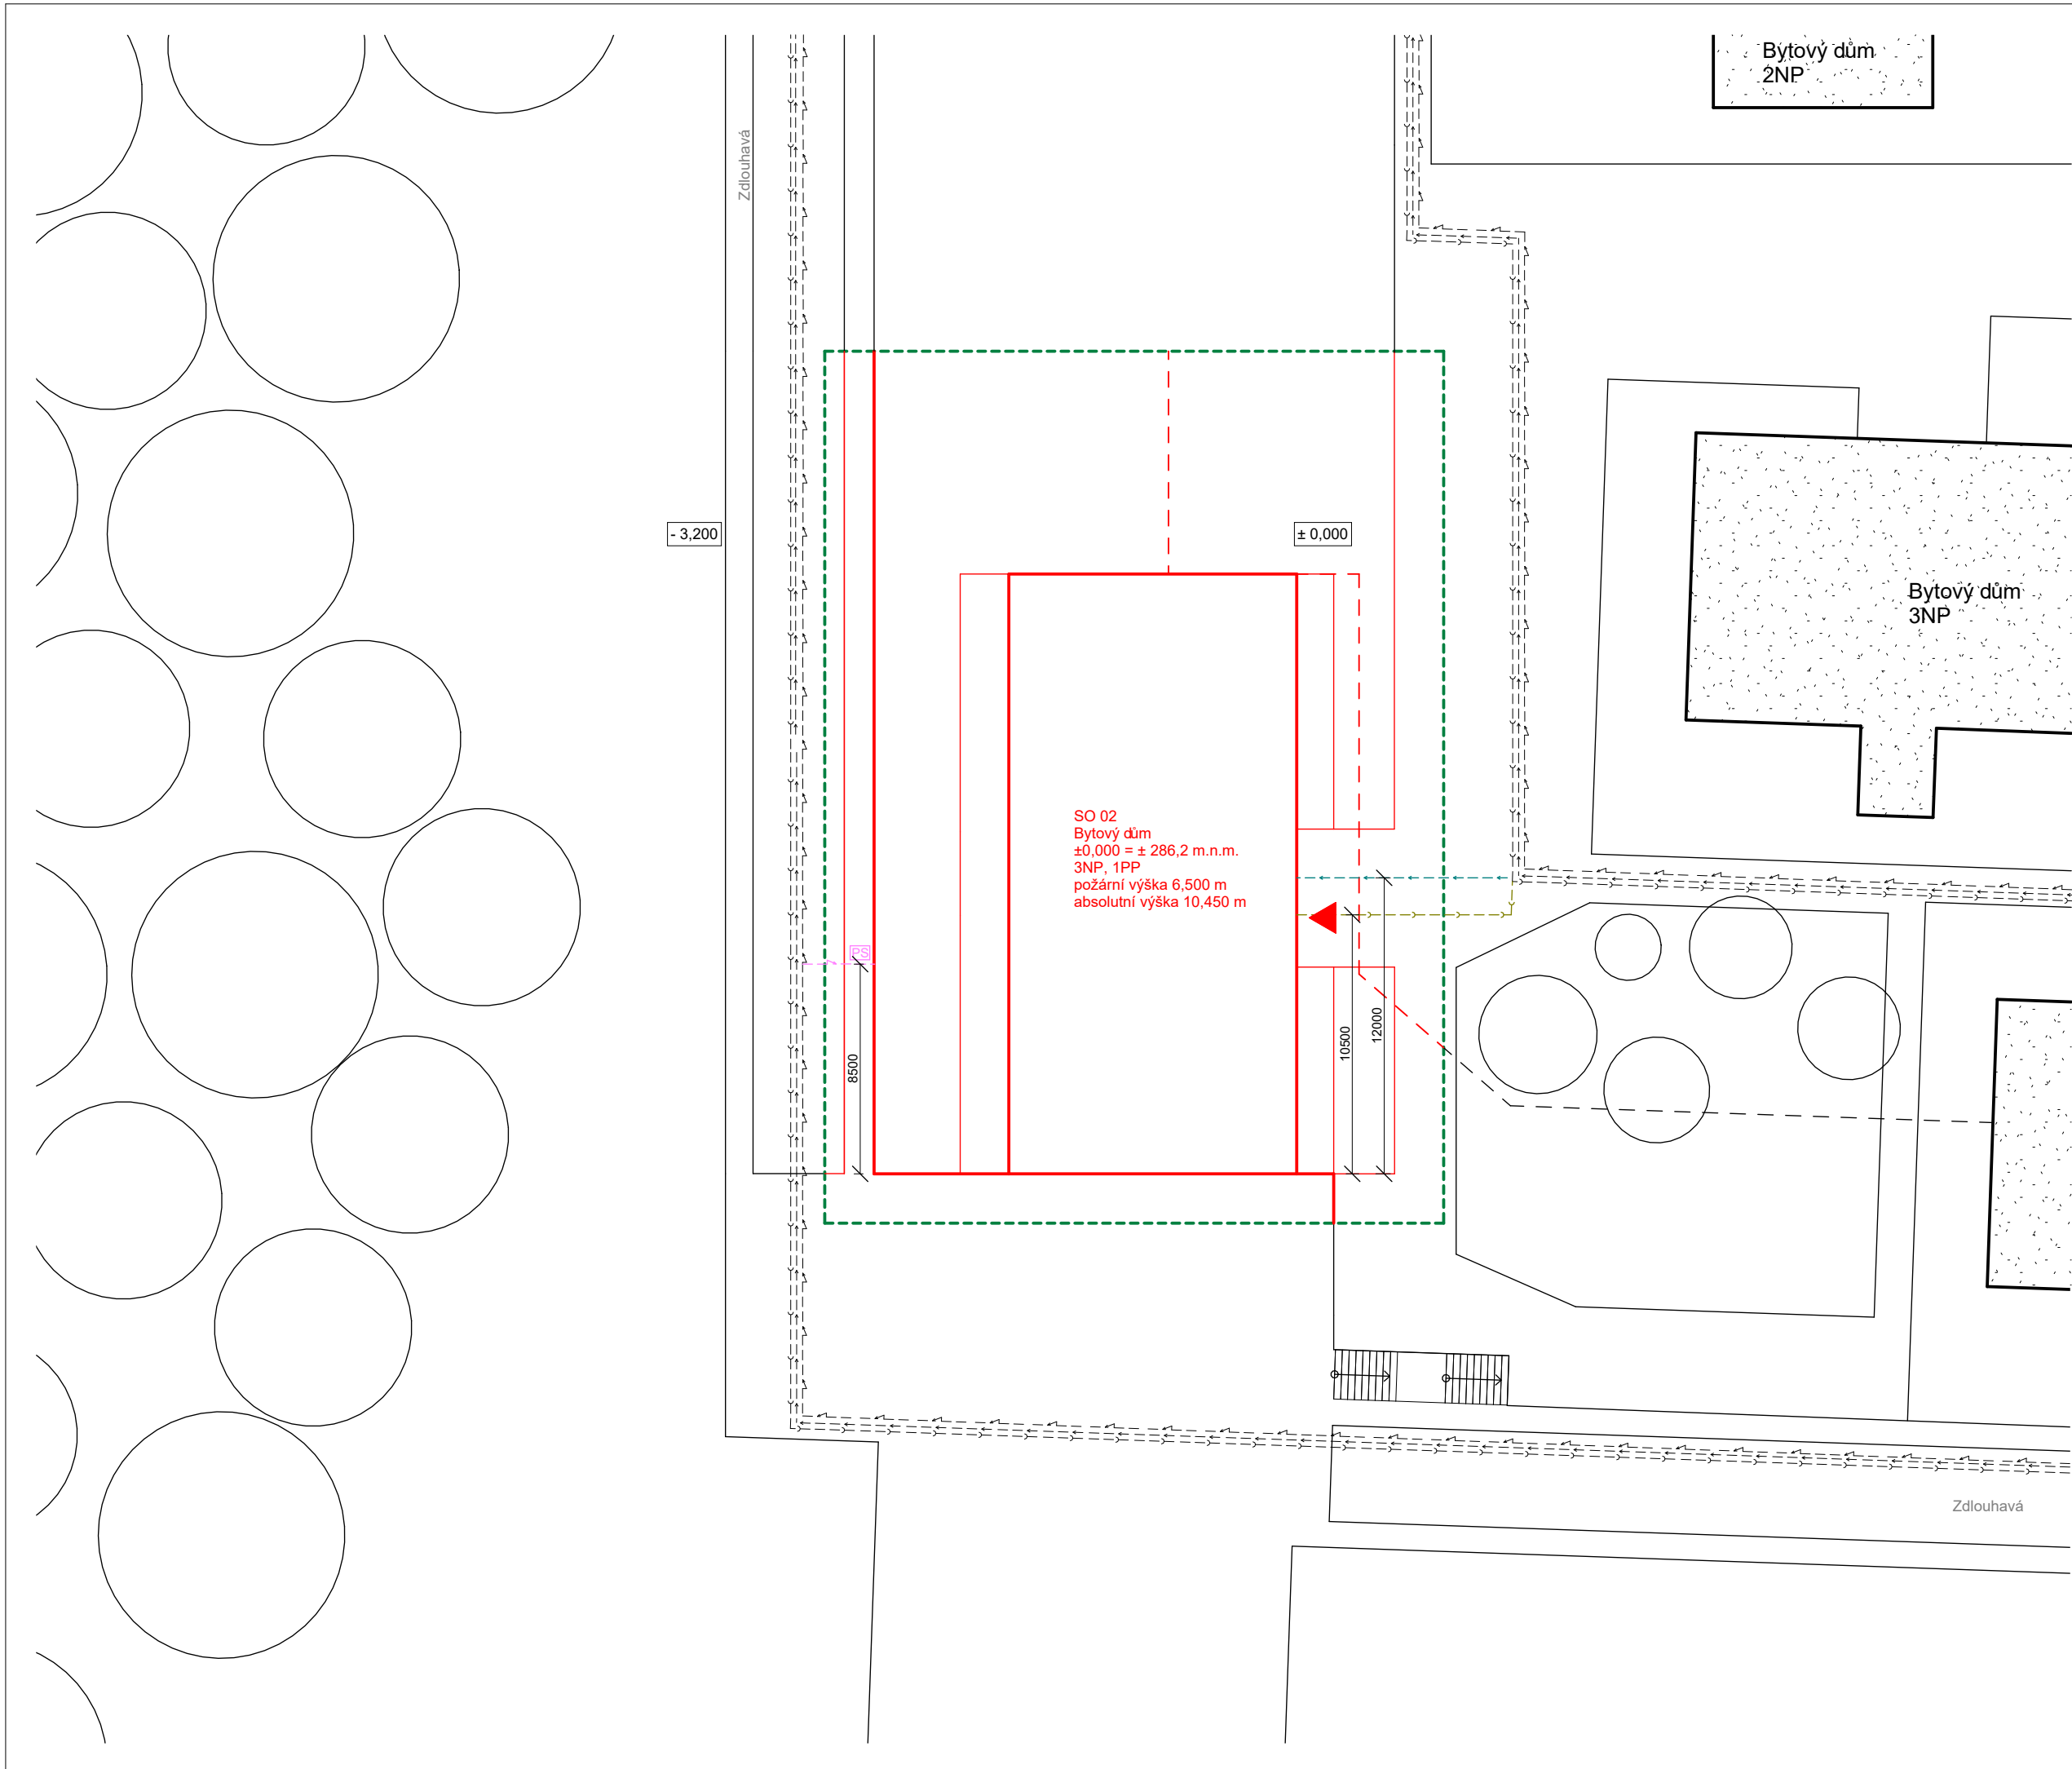 Bytový dům
2NP
Zdlouhavá
- 3,200
± 0,000
Bytový dům
3NP
SO 02
Bytový dům
±0,000 = ± 286,2 m.n.m.
3NP, 1PP
požární výška 6,500 m
absolutní výška 10,450 m
PS
8500
10500
12000
Zdlouhavá